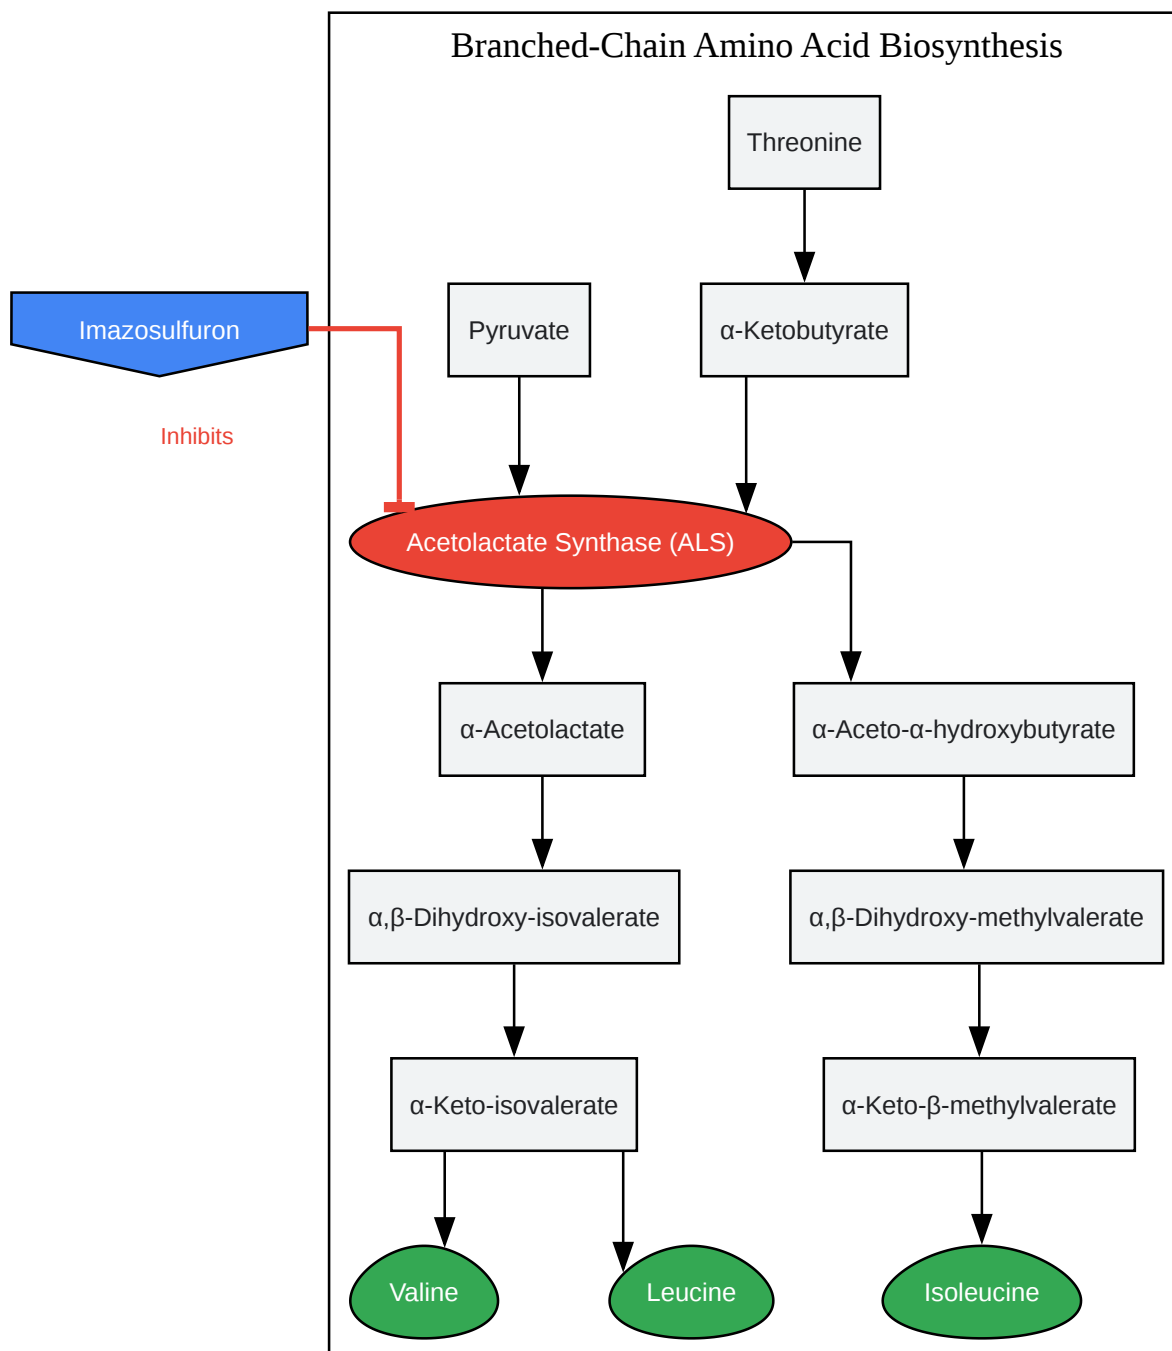 Branched-Chain Amino Acid Biosynthesis
Threonine
Imazosulfuron
Pyruvate
α-Ketobutyrate
Inhibits
Acetolactate Synthase (ALS)
α-Acetolactate
α-Aceto-α-hydroxybutyrate
α,β-Dihydroxy-isovalerate
α,β-Dihydroxy-methylvalerate
α-Keto-isovalerate
α-Keto-β-methylvalerate
Valine
Leucine
Isoleucine